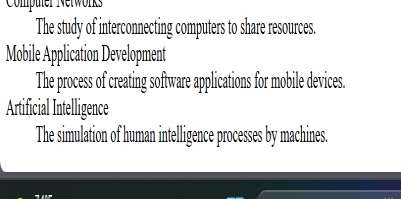 Computer Networks
The study of interconnecting computers to share resources.
Mobile Application Development
The process of creating software applications for mobile devices.
Artificial Intelligence
The simulation of human intelligence processes by machines.